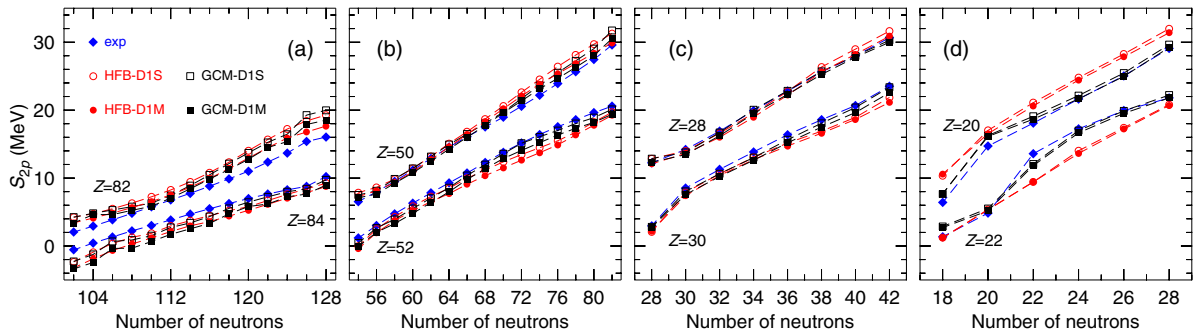 (a)
(b)
(c)
(d)
exp
HFB-D1S
GCM-D1S
HFB-D1M
GCM-D1M
S2p (MeV)
30
20
10
0
Z=82
Z=84
Z=50
Z=52
Z=28
Z=30
Z=20
Z=22
104 112 120 128
56 60 64 68 72 76 80
28 30 32 34 36 38 40 42
18 20 22 24 26 28
Number of neutrons
Number of neutrons
Number of neutrons
Number of neutrons